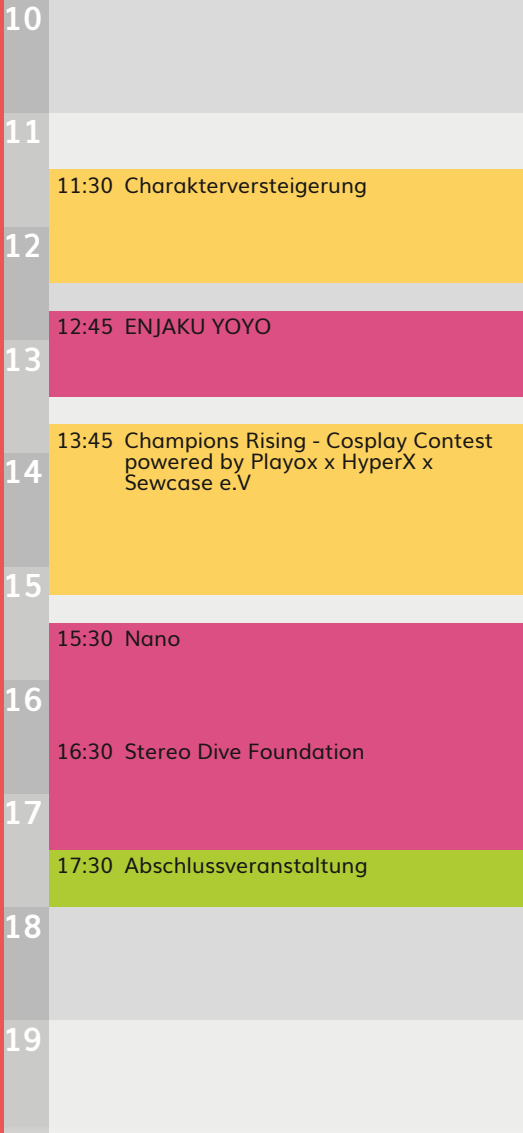 10
11
11:30 Charakterversteigerung
12
12:45 ENJAKU YOYO
13
13:45 Champions Rising - Cosplay Contest
powered by Playox x HyperX x
Sewcase e.V
14
15
15:30 Nano
16
16:30 Stereo Dive Foundation
17
17:30 Abschlussveranstaltung
18
19